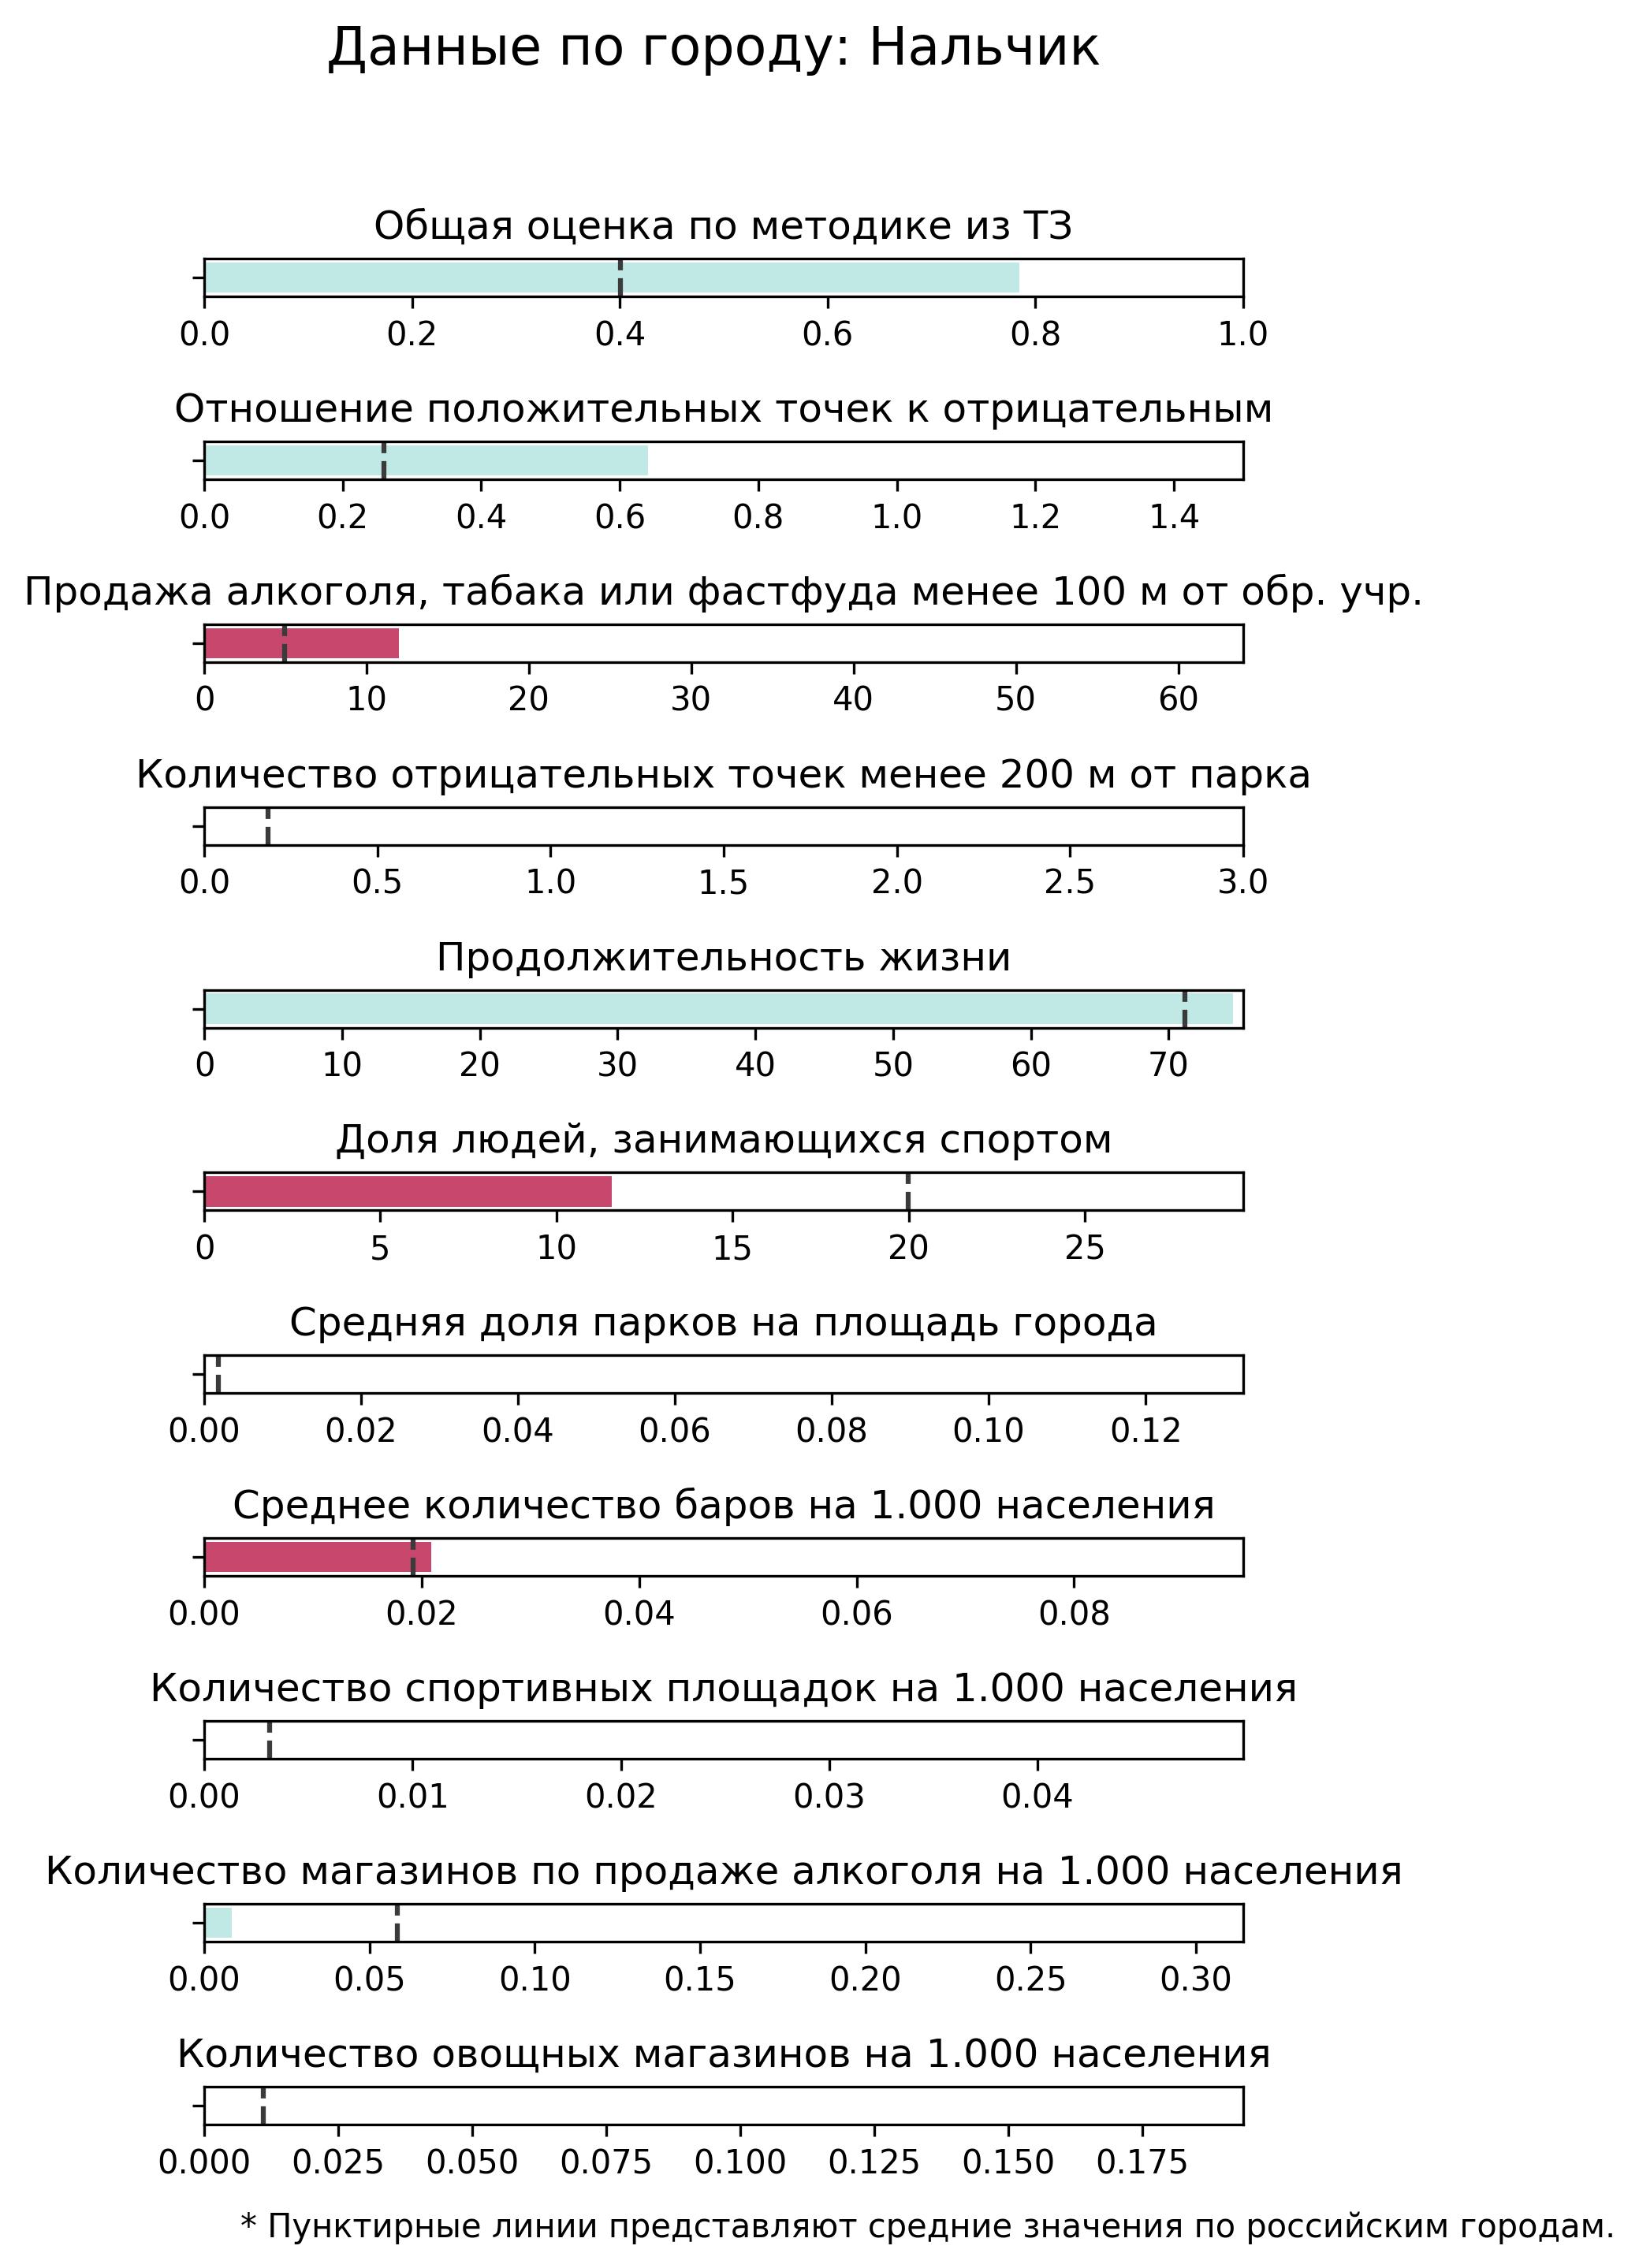 Данные по городу: Нальчик
Общая оценка по методике из ТЗ
0.0 0.2 0.4 0.6 0.8 1.0
Отношение положительных точек к отрицательным
0.0 0.2 0.4 0.6 0.8 1.0 1.2 1.4
Продажа алкоголя, табака или фастфуда менее 100 м от обр. учр.
0 10 20 30 40 50 60
Количество отрицательных точек менее 200 м от парка
0.0 0.5 1.0 1.5 2.0 2.5 3.0
Продолжительность жизни
0 10 20 30 40 50 60 70
Доля людей, занимающихся спортом
0 5 10 15 20 25
Средняя доля парков на площадь города
0.00 0.02 0.04 0.06 0.08 0.10 0.12
Среднее количество баров на 1.000 населения
0.00 0.02 0.04 0.06 0.08
Количество спортивных площадок на 1.000 населения
0.00 0.01 0.02 0.03 0.04
Количество магазинов по продаже алкоголя на 1.000 населения
0.00 0.05 0.10 0.15 0.20 0.25 0.30
Количество овощных магазинов на 1.000 населения
0.000 0.025 0.050 0.075 0.100 0.125 0.150 0.175
* Пунктирные линии представляют средние значения по российским городам.